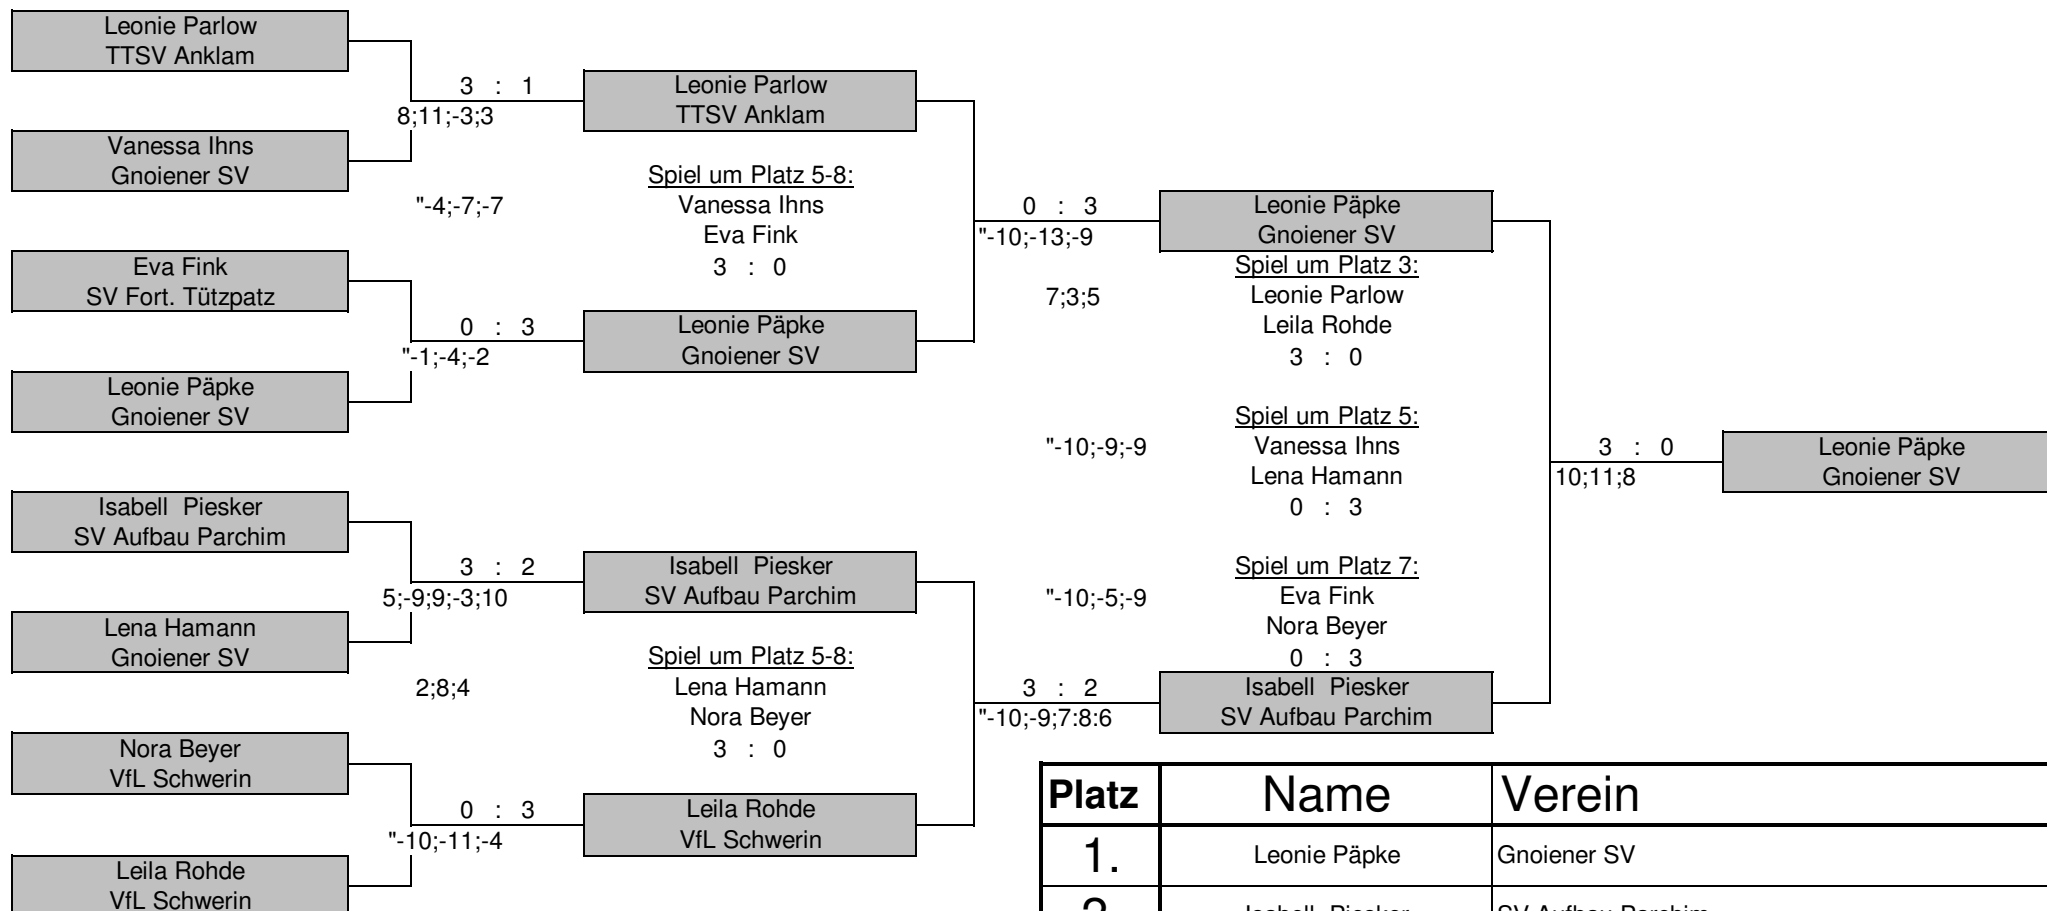 Leonie Parlow
TTSV Anklam
3 : 1
8;11;-3;3
Vanessa Ihns
Gnoiener SV
"-4;-7;-7
Eva Fink
SV Fort. Tützpatz
0 : 3
"-1;-4;-2
Leonie Päpke
Gnoiener SV
Isabell  Piesker
SV Aufbau Parchim
3 : 2
5;-9;9;-3;10
Lena Hamann
Gnoiener SV
2;8;4
Nora Beyer
VfL Schwerin
0 : 3
"-10;-11;-4
Leila Rohde
VfL Schwerin
Leonie Parlow
TTSV Anklam
Spiel um Platz 5-8:
Vanessa Ihns
Eva Fink
3 : 0
Leonie Päpke
Gnoiener SV
Isabell  Piesker
SV Aufbau Parchim
Spiel um Platz 5-8:
Lena Hamann
Nora Beyer
3 : 0
Leila Rohde
VfL Schwerin
0 : 3
"-10;-13;-9
7;3;5
"-10;-9;-9
"-10;-5;-9
3 : 2
"-10;-9;7:8:6
Leonie Päpke
Gnoiener SV
Spiel um Platz 3:
Leonie Parlow
Leila Rohde
3 : 0
Spiel um Platz 5:
Vanessa Ihns
Lena Hamann
0 : 3
Spiel um Platz 7:
Eva Fink
Nora Beyer
0 : 3
Isabell  Piesker
SV Aufbau Parchim
3 : 0
10;11;8
Leonie Päpke
Gnoiener SV
Platz Name Verein
1. Leonie Päpke Gnoiener SV
2. Isabell  Piesker SV Aufbau Parchim